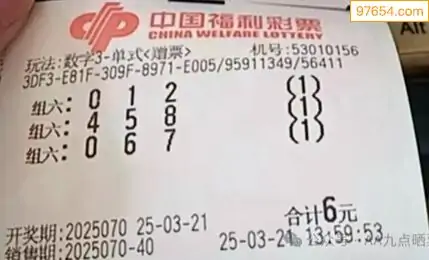 97654.com
中国福利彩票
CHINA WELFARE LOTTERY
玩法:数字3-单式<赠票> 机号:53010156
3DF3-E81F-309F-8971-E005/95911349/56411
组六: 0 1 2 (1)
组六: 4 5 8 (1)
组六: 0 6 7 (1)
合计6元
开奖期:2025070 25-03-21
销售期:2025070-40 25-03-21 13:59:53
Alt